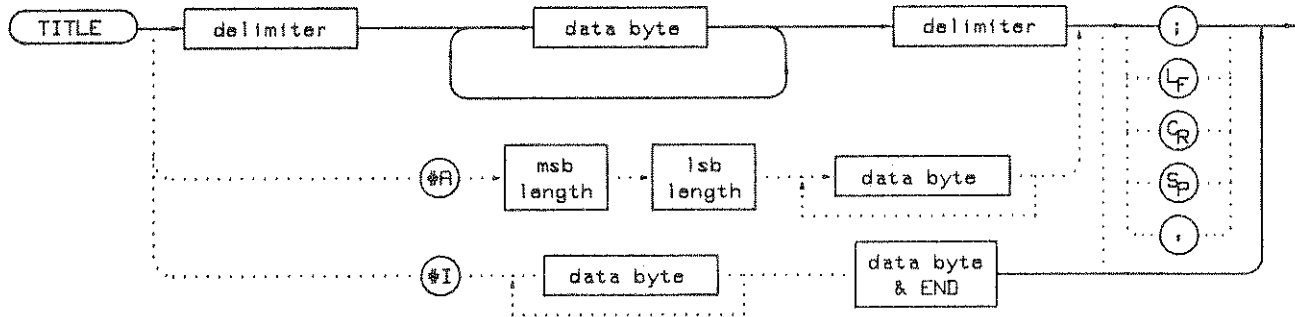 TITLE
delimiter
data byte
delimiter
;
LF
CR
SP
,
#A
msb
length
lsb
length
data byte
#I
data byte
data byte
& END